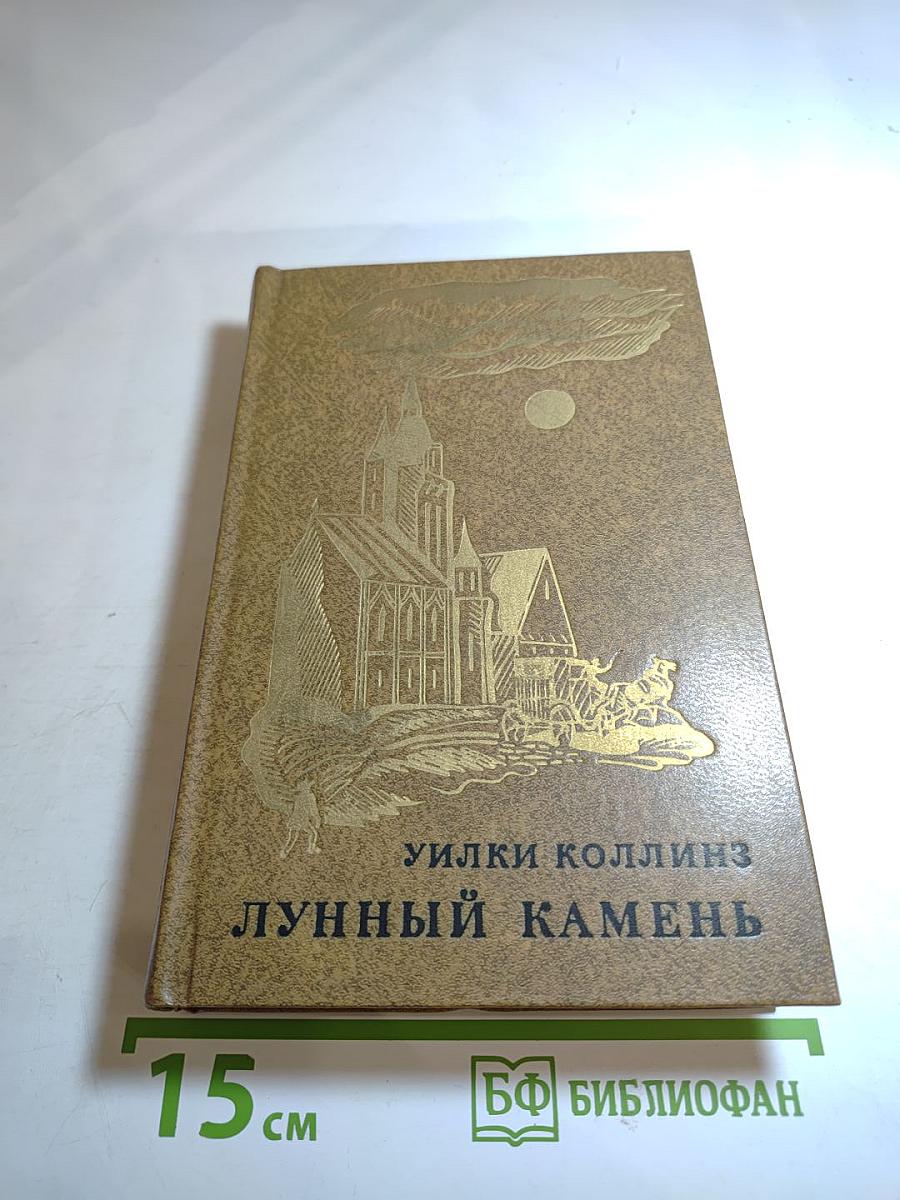 УИЛКИ КОЛЛИНЗ
ЛУННЫЙ КАМЕНЬ
15 см
БФ БИБЛИОФАН